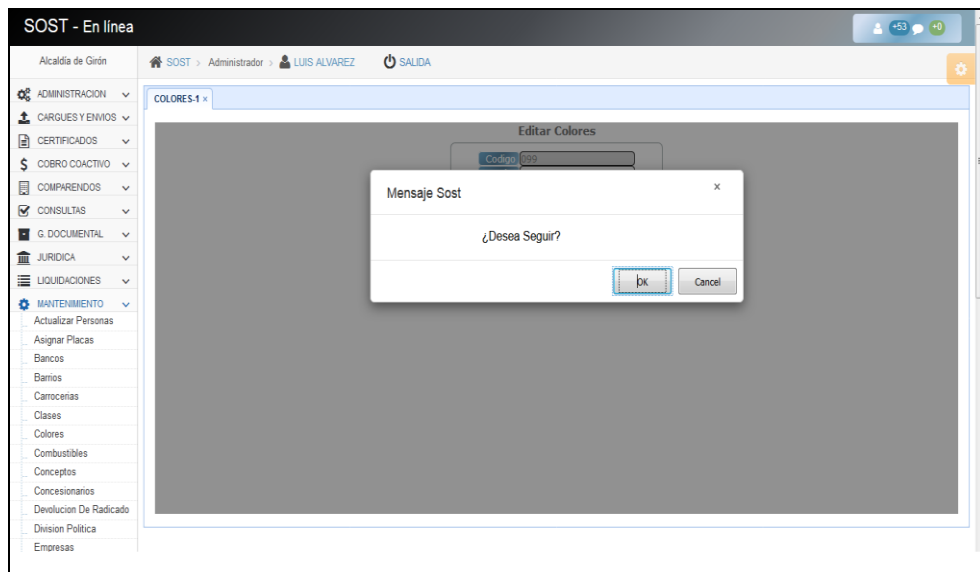 SOST - En línea
+53 +0
Alcaldía de Girón
SOST > Administrador > LUIS ALVAREZ SALIDA
ADMINISTRACION
CARGUES Y ENVIOS
CERTIFICADOS
COBRO COACTIVO
COMPARENDOS
CONSULTAS
G. DOCUMENTAL
JURIDICA
LIQUIDACIONES
MANTENIMIENTO
Actualizar Personas
Asignar Placas
Bancos
Barrios
Carrocerias
Clases
Colores
Combustibles
Conceptos
Concesionarios
Devolucion De Radicado
Division Politica
Empresas
COLORES-1 ×
Editar Colores
Codigo 099
Mensaje Sost x
¿Desea Seguir?
OK Cancel